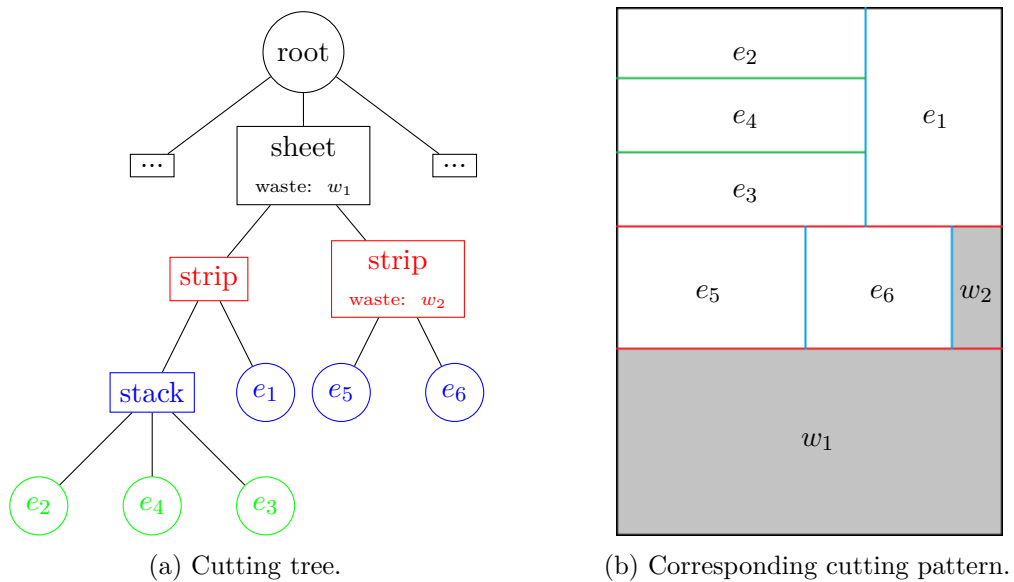 root
...
sheet
waste: w₁
...
strip
strip
waste: w₂
stack
e₁
e₅
e₆
e₂
e₄
e₃
(a) Cutting tree.
e₂
e₄
e₃
e₁
e₅
e₆
w₂
w₁
(b) Corresponding cutting pattern.